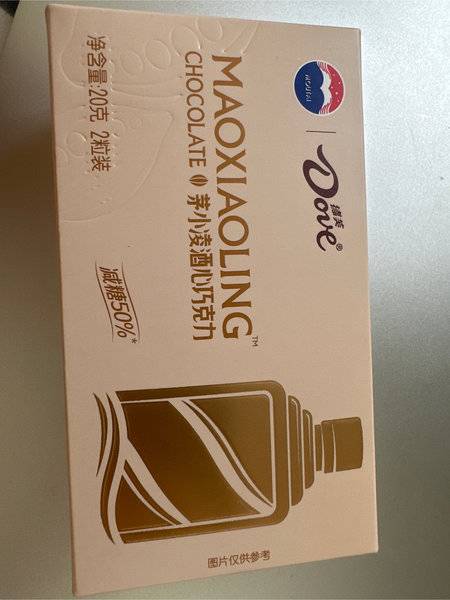 德芙
Dove®
MAOXIAOLING™
CHOCOLATE 茅小凌酒心巧克力
净含量:20克 2粒装
减糖50%*
图片仅供参考